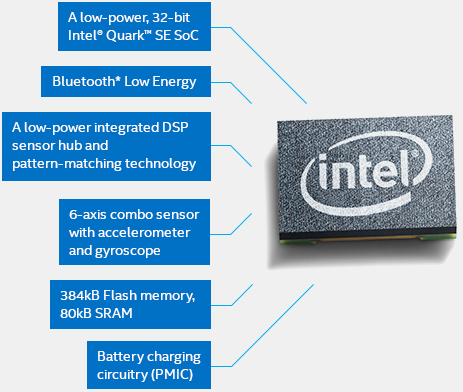 A low-power, 32-bit
Intel® Quark™ SE SoC
Bluetooth* Low Energy
A low-power integrated DSP
sensor hub and
pattern-matching technology
6-axis combo sensor
with accelerometer
and gyroscope
384kB Flash memory,
80kB SRAM
Battery charging
circuitry (PMIC)
intel